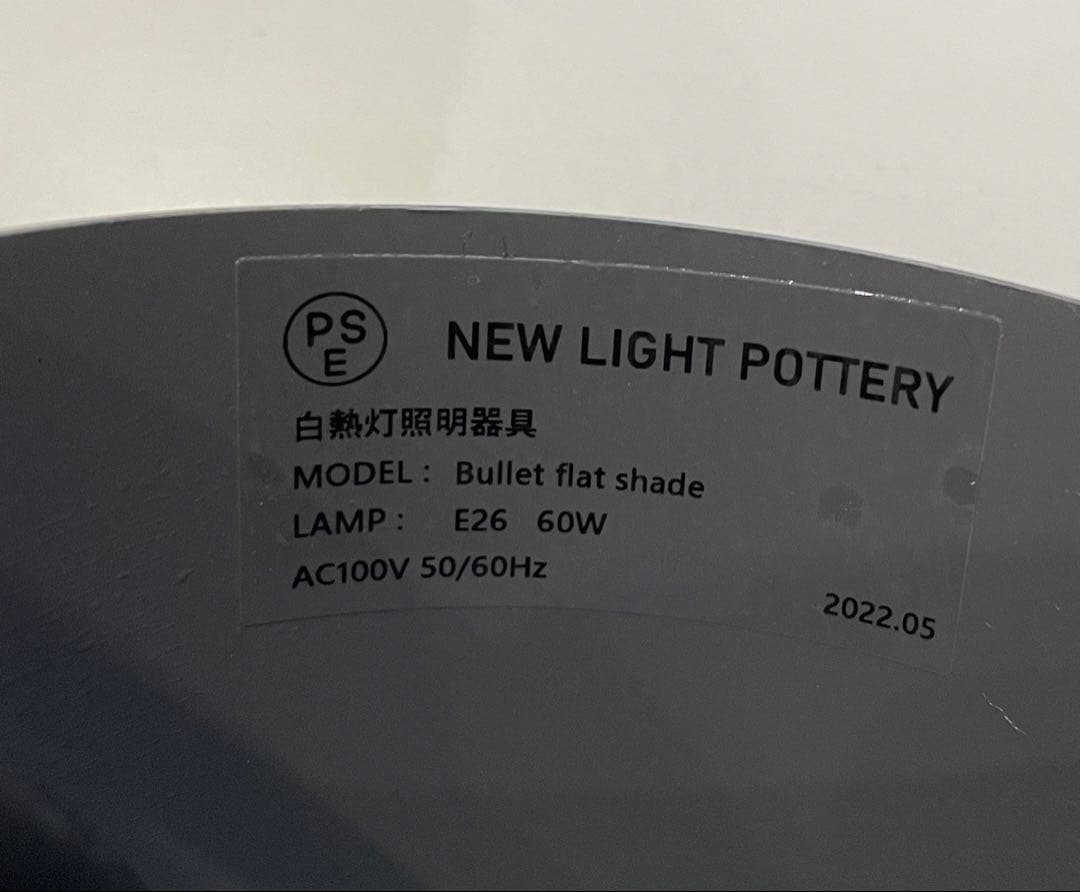 PSE NEW LIGHT POTTERY
白熱灯照明器具
MODEL : Bullet flat shade
LAMP : E26 60W
AC100V 50/60Hz
2022.05